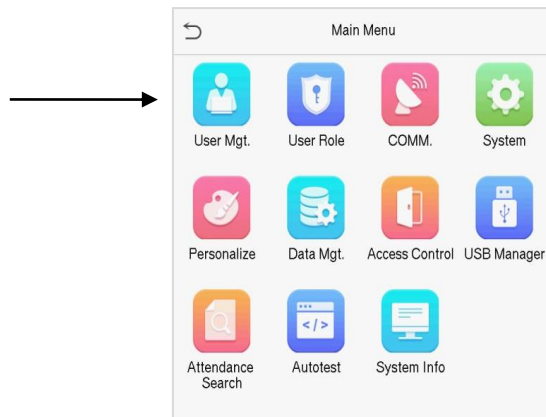 Main Menu
User Mgt.
User Role
COMM.
System
Personalize
Data Mgt.
Access Control
USB Manager
Attendance
Search
Autotest
System Info